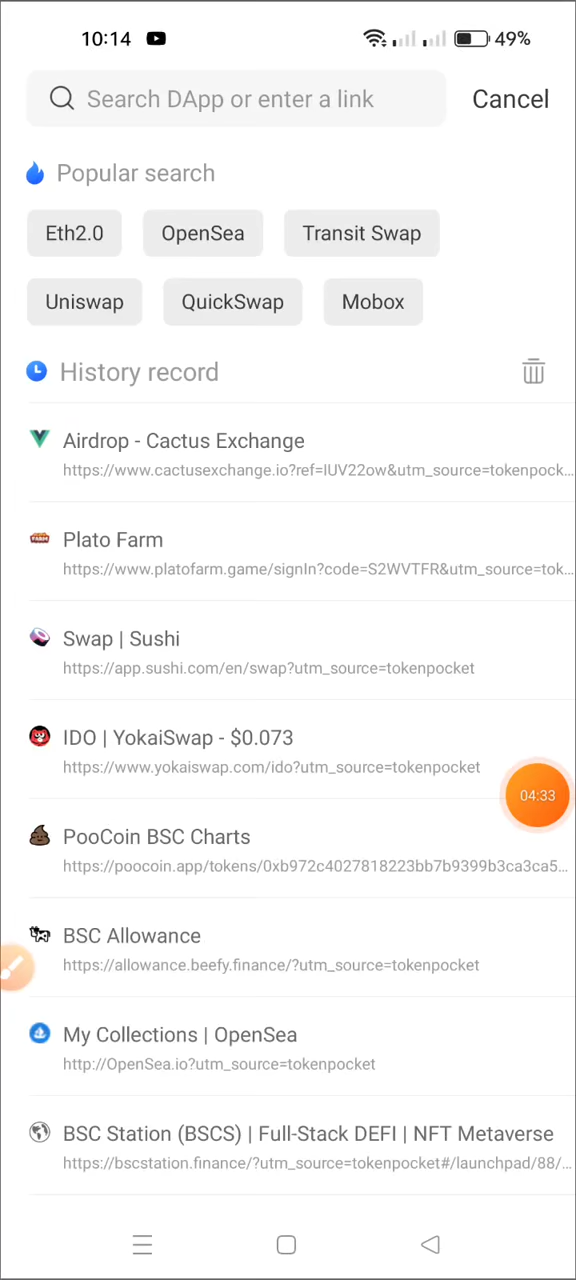 10:14 49%
Search DApp or enter a link Cancel
Popular search
Eth2.0 OpenSea Transit Swap
Uniswap QuickSwap Mobox
History record
Airdrop - Cactus Exchange
https://www.cactusexchange.io?ref=IUV22ow&utm_source=tokenpock...
Plato Farm
https://www.platofarm.game/signIn?code=S2WVTFR&utm_source=tok...
Swap | Sushi
https://app.sushi.com/en/swap?utm_source=tokenpocket
IDO | YokaiSwap - $0.073
https://www.yokaiswap.com/ido?utm_source=tokenpocket
04:33
PooCoin BSC Charts
https://poocoin.app/tokens/0xb972c4027818223bb7b9399b3ca3ca5...
BSC Allowance
https://allowance.beefy.finance/?utm_source=tokenpocket
My Collections | OpenSea
http://OpenSea.io?utm_source=tokenpocket
BSC Station (BSCS) | Full-Stack DEFI | NFT Metaverse
https://bscstation.finance/?utm_source=tokenpocket#/launchpad/88/...